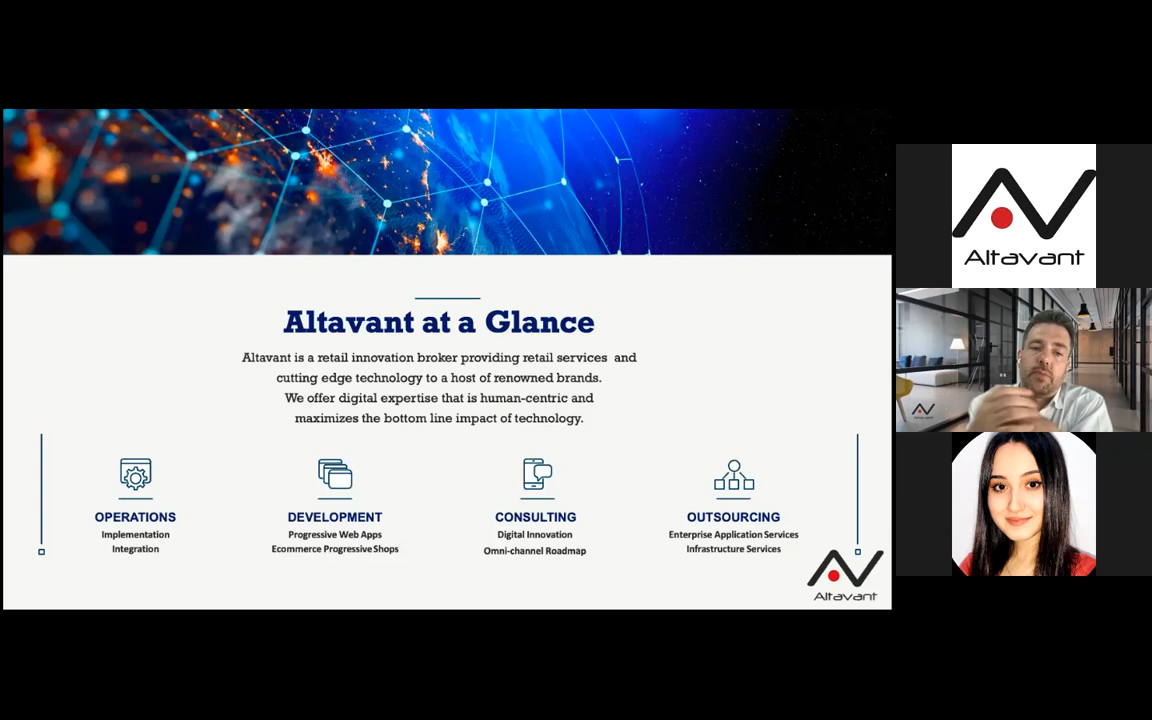 Altavant at a Glance
Altavant is a retail innovation broker providing retail services and
cutting edge technology to a host of renowned brands.
We offer digital expertise that is human-centric and
maximizes the bottom line impact of technology.
OPERATIONS
Implementation
Integration
DEVELOPMENT
Progressive Web Apps
Ecommerce Progressive Shops
CONSULTING
Digital Innovation
Omni-channel Roadmap
OUTSOURCING
Enterprise Application Services
Infrastructure Services
Altavant
Altavant